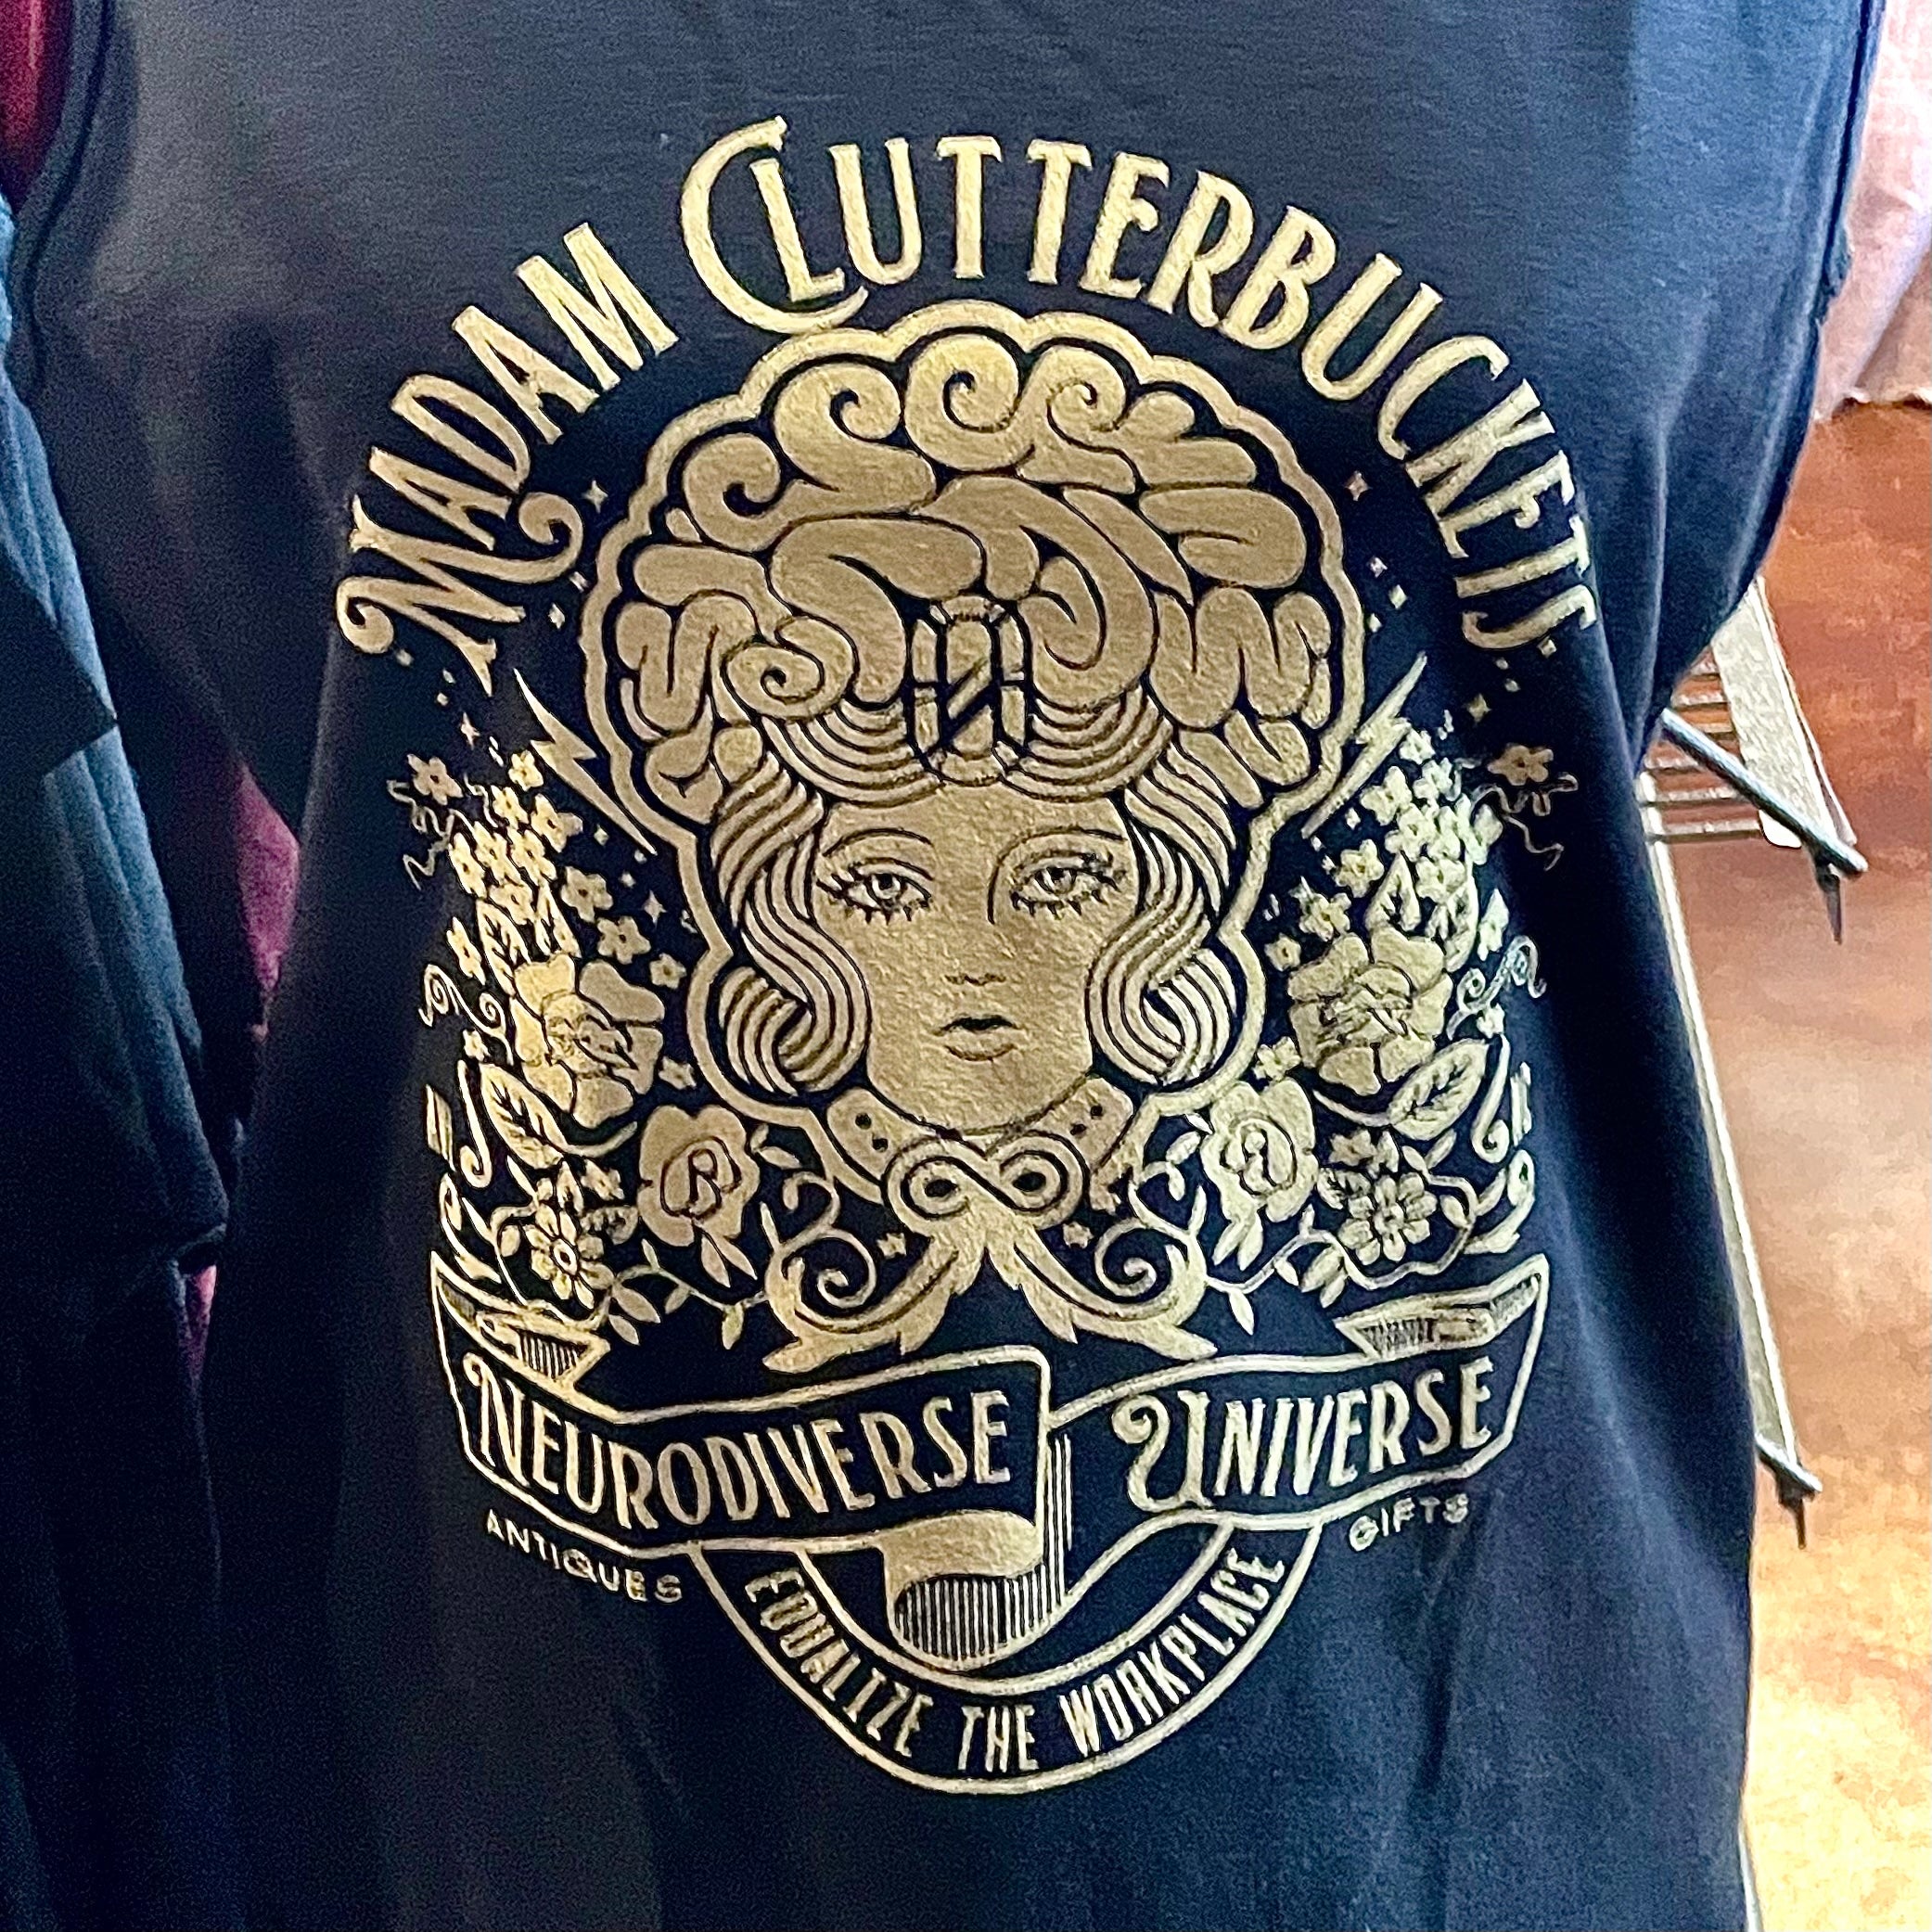 MADAM CLUTTERBUCKETS
NEURODIVERSE UNIVERSE
ANTIQUES
GIFTS
EQUALIZE THE WORKPLACE